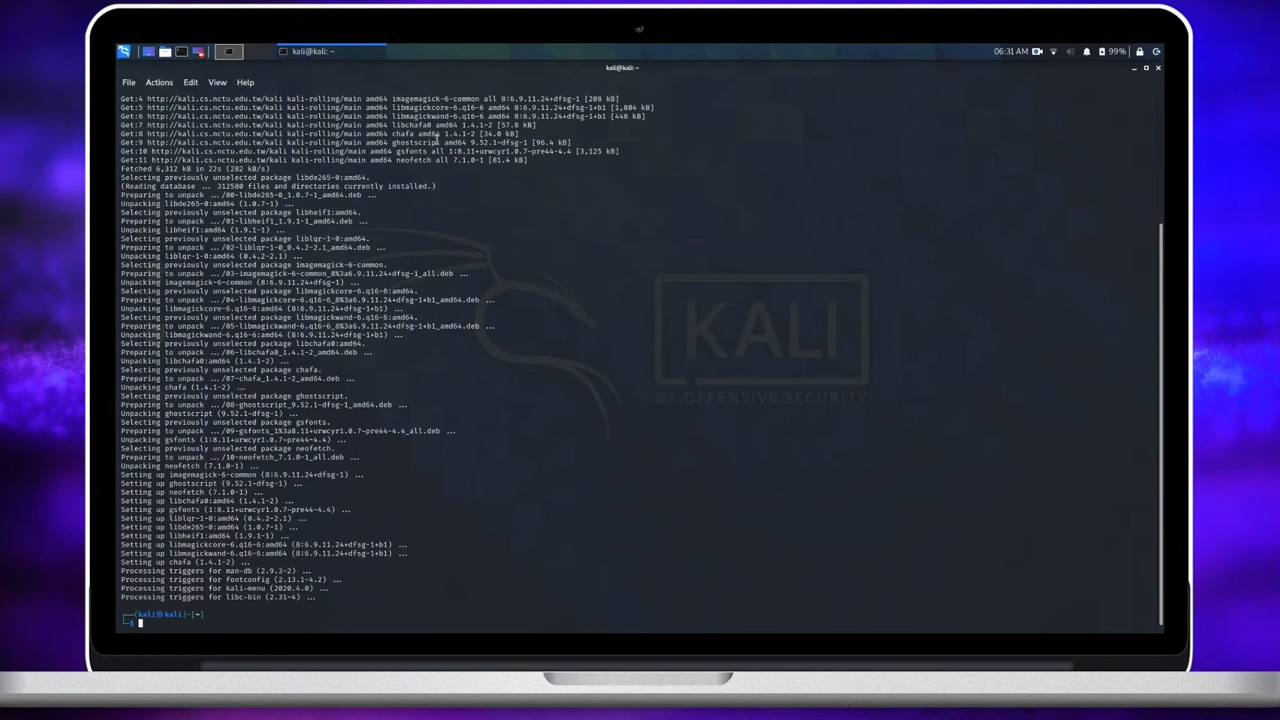 kali@kali: ~
06:31 AM
99%
kali@kali: ~
File Actions Edit View Help
Get:4 http://kali.cs.nctu.edu.tw/kali kali-rolling/main amd64 imagemagick-6-common all 8:6.9.11.24+dfsg-1 [208 kB]
Get:5 http://kali.cs.nctu.edu.tw/kali kali-rolling/main amd64 libmagickcore-6.q16-6 amd64 8:6.9.11.24+dfsg-1+b1 [1,804 kB]
Get:6 http://kali.cs.nctu.edu.tw/kali kali-rolling/main amd64 libmagickwand-6.q16-6 amd64 8:6.9.11.24+dfsg-1+b1 [448 kB]
Get:7 http://kali.cs.nctu.edu.tw/kali kali-rolling/main amd64 libchafa0 amd64 1.4.1-2 [57.8 kB]
Get:8 http://kali.cs.nctu.edu.tw/kali kali-rolling/main amd64 chafa amd64 1.4.1-2 [34.0 kB]
Get:9 http://kali.cs.nctu.edu.tw/kali kali-rolling/main amd64 ghostscript amd64 9.52.1~dfsg-1 [96.4 kB]
Get:10 http://kali.cs.nctu.edu.tw/kali kali-rolling/main amd64 gsfonts all 1:8.11+urwcyr1.0.7~pre44-4.4 [3,125 kB]
Get:11 http://kali.cs.nctu.edu.tw/kali kali-rolling/main amd64 neofetch all 7.1.0-1 [81.4 kB]
Fetched 6,312 kB in 22s (282 kB/s)
Selecting previously unselected package libde265-0:amd64.
(Reading database ... 312580 files and directories currently installed.)
Preparing to unpack .../00-libde265-0_1.0.7-1_amd64.deb ...
Unpacking libde265-0:amd64 (1.0.7-1) ...
Selecting previously unselected package libheif1:amd64.
Preparing to unpack .../01-libheif1_1.9.1-1_amd64.deb ...
Unpacking libheif1:amd64 (1.9.1-1) ...
Selecting previously unselected package liblqr-1-0:amd64.
Preparing to unpack .../02-liblqr-1-0_0.4.2-2.1_amd64.deb ...
Unpacking liblqr-1-0:amd64 (0.4.2-2.1) ...
Selecting previously unselected package imagemagick-6-common.
Preparing to unpack .../03-imagemagick-6-common_8%3a6.9.11.24+dfsg-1_all.deb ...
Unpacking imagemagick-6-common (8:6.9.11.24+dfsg-1) ...
Selecting previously unselected package libmagickcore-6.q16-6:amd64.
Preparing to unpack .../04-libmagickcore-6.q16-6_8%3a6.9.11.24+dfsg-1+b1_amd64.deb ...
Unpacking libmagickcore-6.q16-6:amd64 (8:6.9.11.24+dfsg-1+b1) ...
Selecting previously unselected package libmagickwand-6.q16-6:amd64.
Preparing to unpack .../05-libmagickwand-6.q16-6_8%3a6.9.11.24+dfsg-1+b1_amd64.deb ...
Unpacking libmagickwand-6.q16-6:amd64 (8:6.9.11.24+dfsg-1+b1) ...
Selecting previously unselected package libchafa0:amd64.
Preparing to unpack .../06-libchafa0_1.4.1-2_amd64.deb ...
Unpacking libchafa0:amd64 (1.4.1-2) ...
Selecting previously unselected package chafa.
Preparing to unpack .../07-chafa_1.4.1-2_amd64.deb ...
Unpacking chafa (1.4.1-2) ...
Selecting previously unselected package ghostscript.
Preparing to unpack .../08-ghostscript_9.52.1~dfsg-1_amd64.deb ...
Unpacking ghostscript (9.52.1~dfsg-1) ...
Selecting previously unselected package gsfonts.
Preparing to unpack .../09-gsfonts_1%3a8.11+urwcyr1.0.7~pre44-4.4_all.deb ...
Unpacking gsfonts (1:8.11+urwcyr1.0.7~pre44-4.4) ...
Selecting previously unselected package neofetch.
Preparing to unpack .../10-neofetch_7.1.0-1_all.deb ...
Unpacking neofetch (7.1.0-1) ...
Setting up imagemagick-6-common (8:6.9.11.24+dfsg-1) ...
Setting up ghostscript (9.52.1~dfsg-1) ...
Setting up neofetch (7.1.0-1) ...
Setting up libchafa0:amd64 (1.4.1-2) ...
Setting up gsfonts (1:8.11+urwcyr1.0.7~pre44-4.4) ...
Setting up liblqr-1-0:amd64 (0.4.2-2.1) ...
Setting up libde265-0:amd64 (1.0.7-1) ...
Setting up libheif1:amd64 (1.9.1-1) ...
Setting up libmagickcore-6.q16-6:amd64 (8:6.9.11.24+dfsg-1+b1) ...
Setting up libmagickwand-6.q16-6:amd64 (8:6.9.11.24+dfsg-1+b1) ...
Setting up chafa (1.4.1-2) ...
Processing triggers for man-db (2.9.3-2) ...
Processing triggers for fontconfig (2.13.1-4.2) ...
Processing triggers for kali-menu (2020.4.0) ...
Processing triggers for libc-bin (2.31-4) ...
┌──(kali㉿kali)-[~]
└─$
KALI
BY OFFENSIVE SECURITY